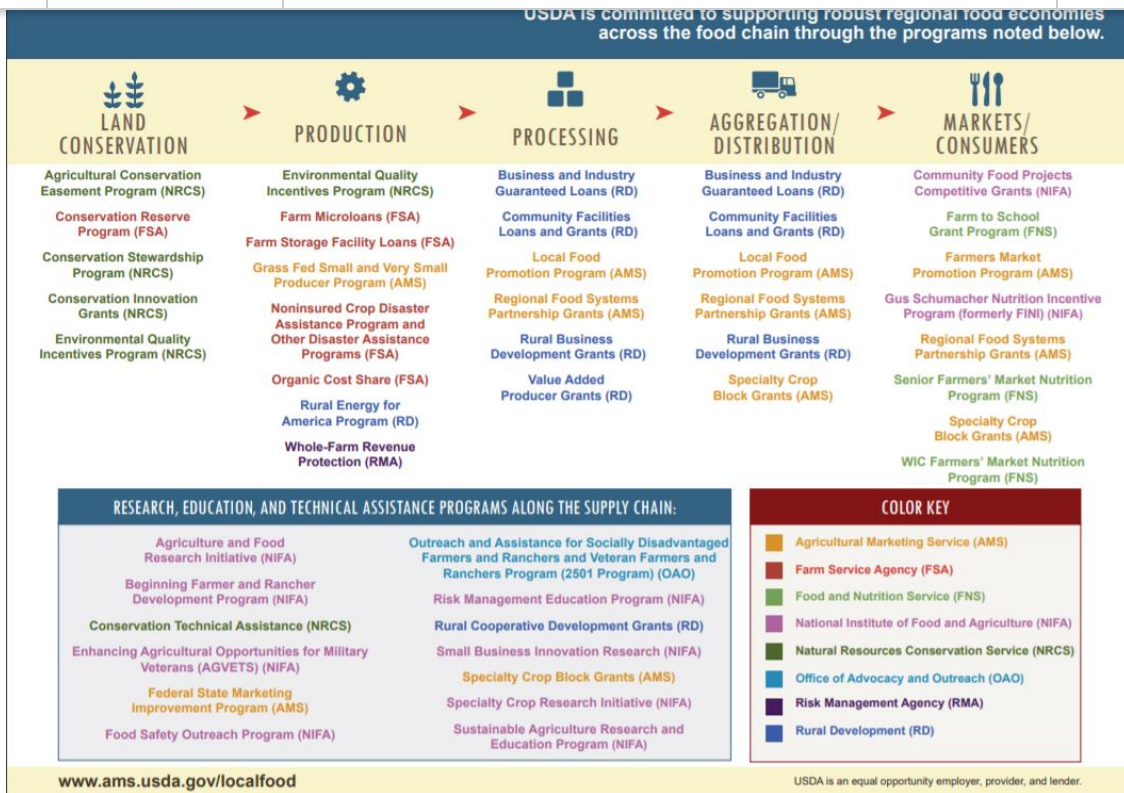 USDA is committed to supporting robust regional food economies
across the food chain through the programs noted below.
LAND
CONSERVATION
Agricultural Conservation
Easement Program (NRCS)
Conservation Reserve
Program (FSA)
Conservation Stewardship
Program (NRCS)
Conservation Innovation
Grants (NRCS)
Environmental Quality
Incentives Program (NRCS)
PRODUCTION
Environmental Quality
Incentives Program (NRCS)
Farm Microloans (FSA)
Farm Storage Facility Loans (FSA)
Grass Fed Small and Very Small
Producer Program (AMS)
Noninsured Crop Disaster
Assistance Program and
Other Disaster Assistance
Programs (FSA)
Organic Cost Share (FSA)
Rural Energy for
America Program (RD)
Whole-Farm Revenue
Protection (RMA)
PROCESSING
Business and Industry
Guaranteed Loans (RD)
Community Facilities
Loans and Grants (RD)
Local Food
Promotion Program (AMS)
Regional Food Systems
Partnership Grants (AMS)
Rural Business
Development Grants (RD)
Value Added
Producer Grants (RD)
AGGREGATION/
DISTRIBUTION
Business and Industry
Guaranteed Loans (RD)
Community Facilities
Loans and Grants (RD)
Local Food
Promotion Program (AMS)
Regional Food Systems
Partnership Grants (AMS)
Rural Business
Development Grants (RD)
Specialty Crop
Block Grants (AMS)
MARKETS/
CONSUMERS
Community Food Projects
Competitive Grants (NIFA)
Farm to School
Grant Program (FNS)
Farmers Market
Promotion Program (AMS)
Gus Schumacher Nutrition Incentive
Program (formerly FINI) (NIFA)
Regional Food Systems
Partnership Grants (AMS)
Senior Farmers' Market Nutrition
Program (FNS)
Specialty Crop
Block Grants (AMS)
WIC Farmers' Market Nutrition
Program (FNS)
RESEARCH, EDUCATION, AND TECHNICAL ASSISTANCE PROGRAMS ALONG THE SUPPLY CHAIN:
Agriculture and Food
Research Initiative (NIFA)
Beginning Farmer and Rancher
Development Program (NIFA)
Conservation Technical Assistance (NRCS)
Enhancing Agricultural Opportunities for Military
Veterans (AGVETS) (NIFA)
Federal State Marketing
Improvement Program (AMS)
Food Safety Outreach Program (NIFA)
Outreach and Assistance for Socially Disadvantaged
Farmers and Ranchers and Veteran Farmers and
Ranchers Program (2501 Program) (OAO)
Risk Management Education Program (NIFA)
Rural Cooperative Development Grants (RD)
Small Business Innovation Research (NIFA)
Specialty Crop Block Grants (AMS)
Specialty Crop Research Initiative (NIFA)
Sustainable Agriculture Research and
Education Program (NIFA)
COLOR KEY
Agricultural Marketing Service (AMS)
Farm Service Agency (FSA)
Food and Nutrition Service (FNS)
National Institute of Food and Agriculture (NIFA)
Natural Resources Conservation Service (NRCS)
Office of Advocacy and Outreach (OAO)
Risk Management Agency (RMA)
Rural Development (RD)
www.ams.usda.gov/localfood
USDA is an equal opportunity employer, provider, and lender.